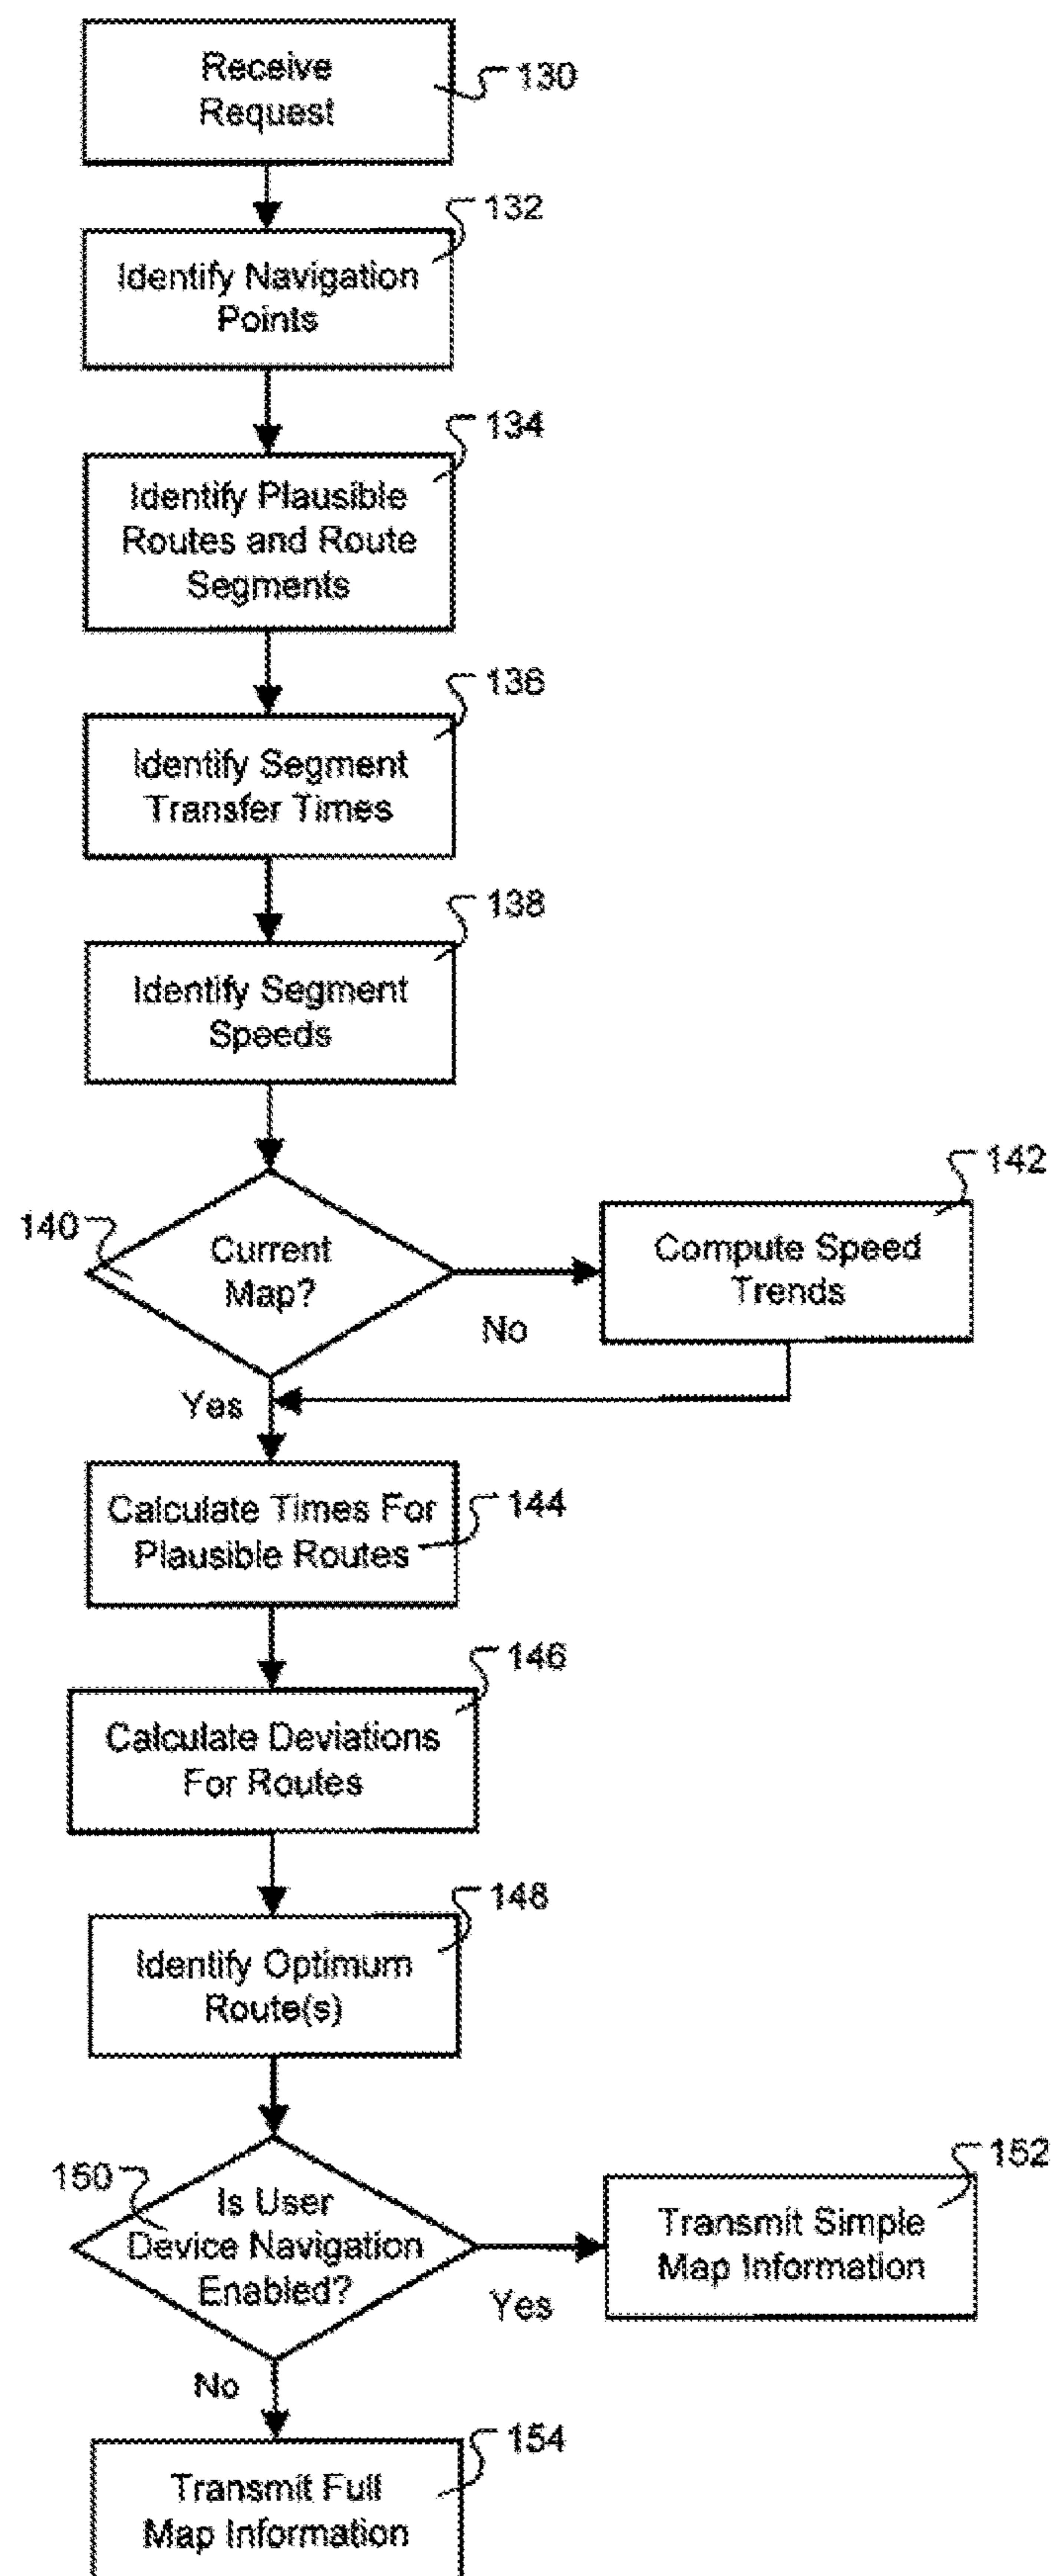 Receive
Request
130
132
Identify Navigation
Points
134
Identify Plausible
Routes and Route
Segments
136
Identify Segment
Transfer Times
138
Identify Segment
Speeds
140
Current
Map?
No
142
Compute Speed
Trends
Yes
Calculate Times For
Plausible Routes
144
146
Calculate Deviations
For Routes
148
Identify Optimum
Route(s)
150
Is User
Device Navigation
Enabled?
Yes
152
Transmit Simple
Map Information
No
154
Transmit Full
Map Information